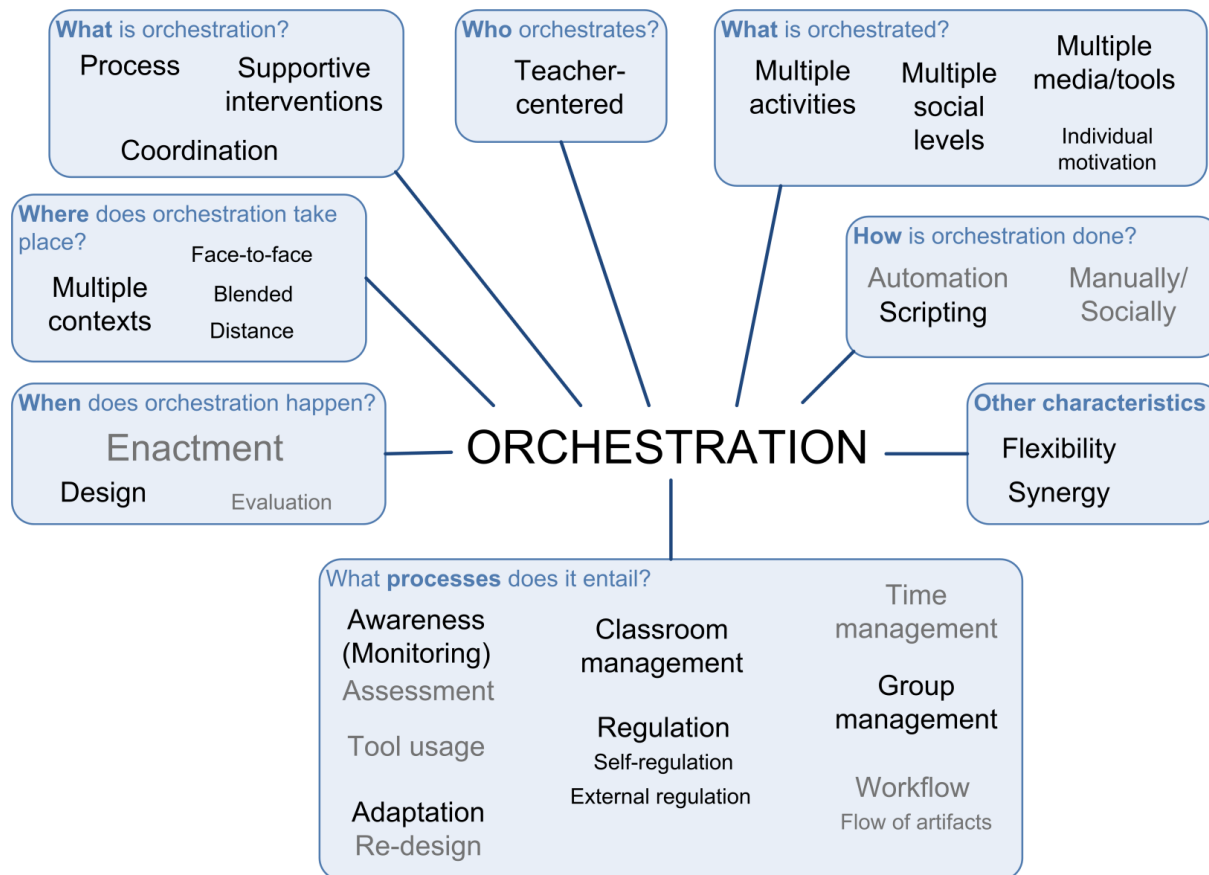 What is orchestration?
Process
Supportive
interventions
Coordination
Who orchestrates?
Teacher-
centered
What is orchestrated?
Multiple
activities
Multiple
social
levels
Multiple
media/tools
Individual
motivation
Where does orchestration take
place?
Multiple
contexts
Face-to-face
Blended
Distance
How is orchestration done?
Automation
Scripting
Manually/
Socially
When does orchestration happen?
Enactment
Design
Evaluation
ORCHESTRATION
Other characteristics
Flexibility
Synergy
What processes does it entail?
Awareness
(Monitoring)
Assessment
Tool usage
Adaptation
Re-design
Classroom
management
Regulation
Self-regulation
External regulation
Time
management
Group
management
Workflow
Flow of artifacts